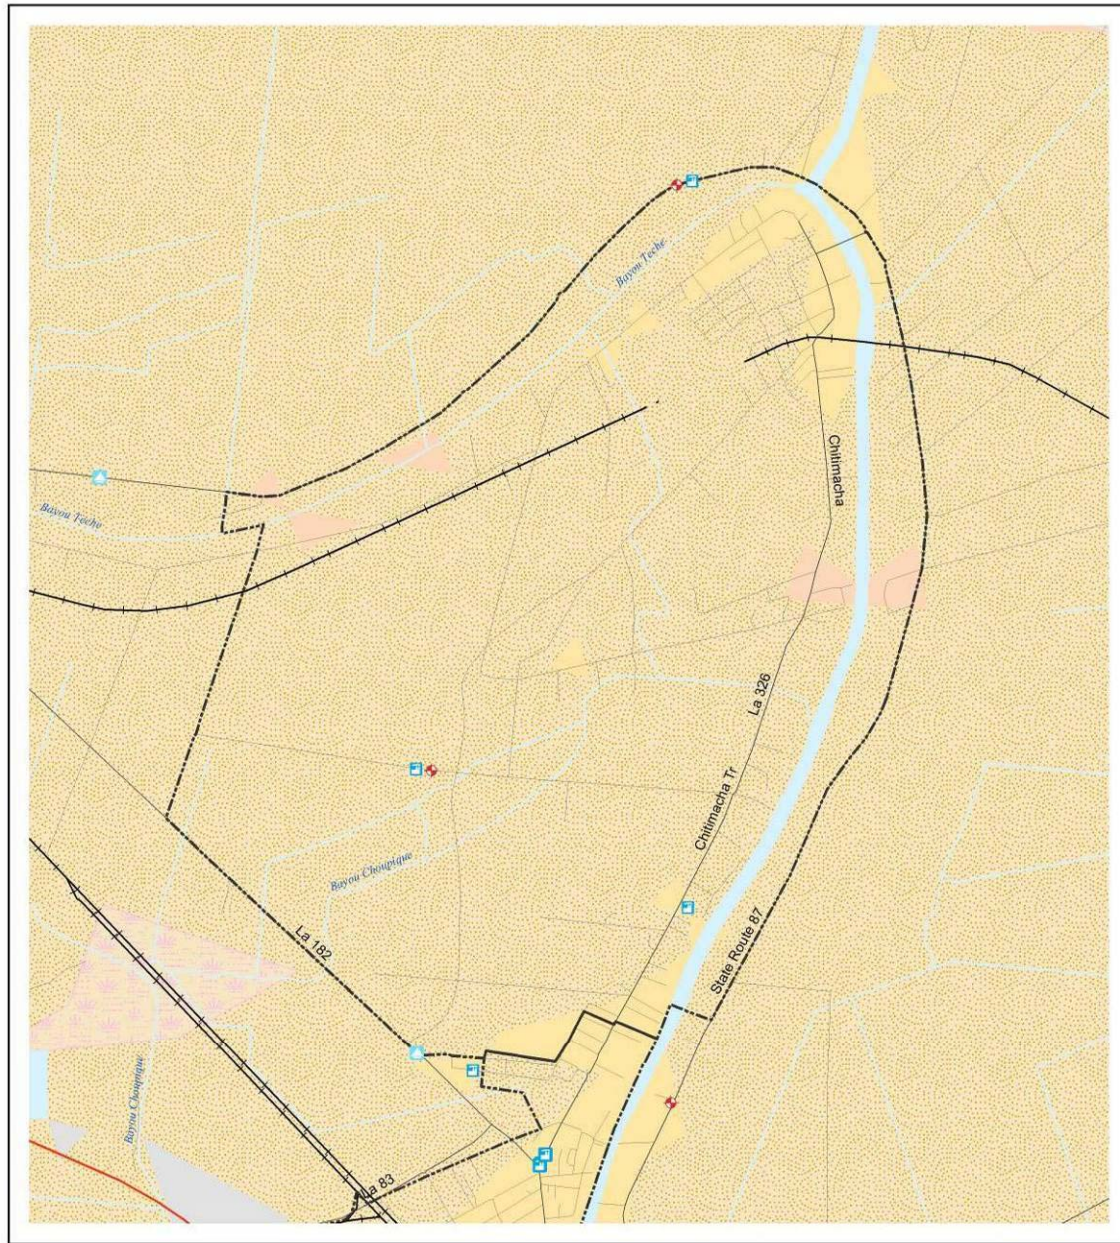 Bayou Teche
Chitimacha
Bayou Teche
La 326
Chitimacha Tr
Bayou Choupique
State Route 87
La 182
Bayou Choupique
La 83